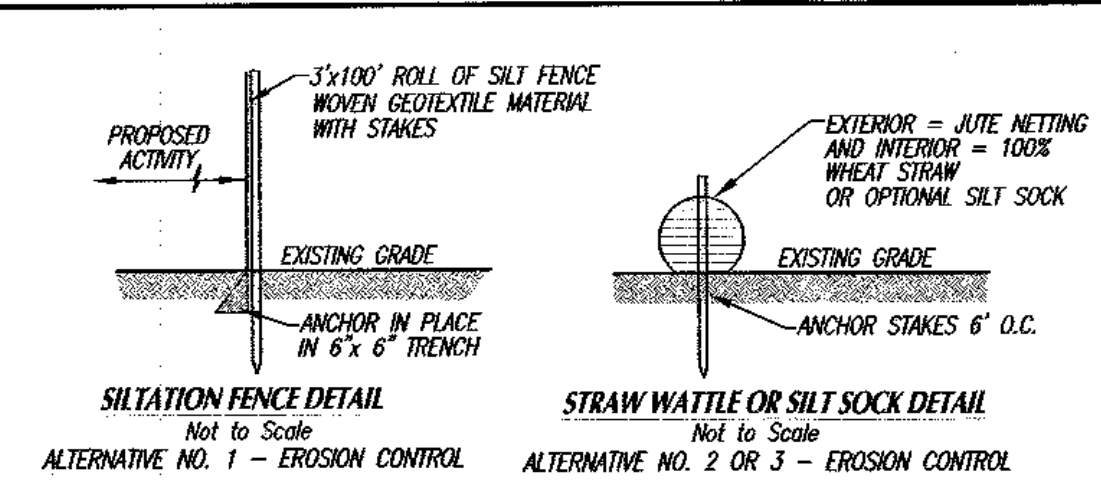 3'x100' ROLL OF SILT FENCE
WOVEN GEOTEXTILE MATERIAL
WITH STAKES
PROPOSED
ACTIVITY
EXISTING GRADE
ANCHOR IN PLACE
IN 6"x 6" TRENCH
SILTATION FENCE DETAIL
Not to Scale
ALTERNATIVE NO. 1 – EROSION CONTROL
EXTERIOR = JUTE NETTING
AND INTERIOR = 100%
WHEAT STRAW
OR OPTIONAL SILT SOCK
EXISTING GRADE
ANCHOR STAKES 6' O.C.
STRAW WATTLE OR SILT SOCK DETAIL
Not to Scale
ALTERNATIVE NO. 2 OR 3 – EROSION CONTROL